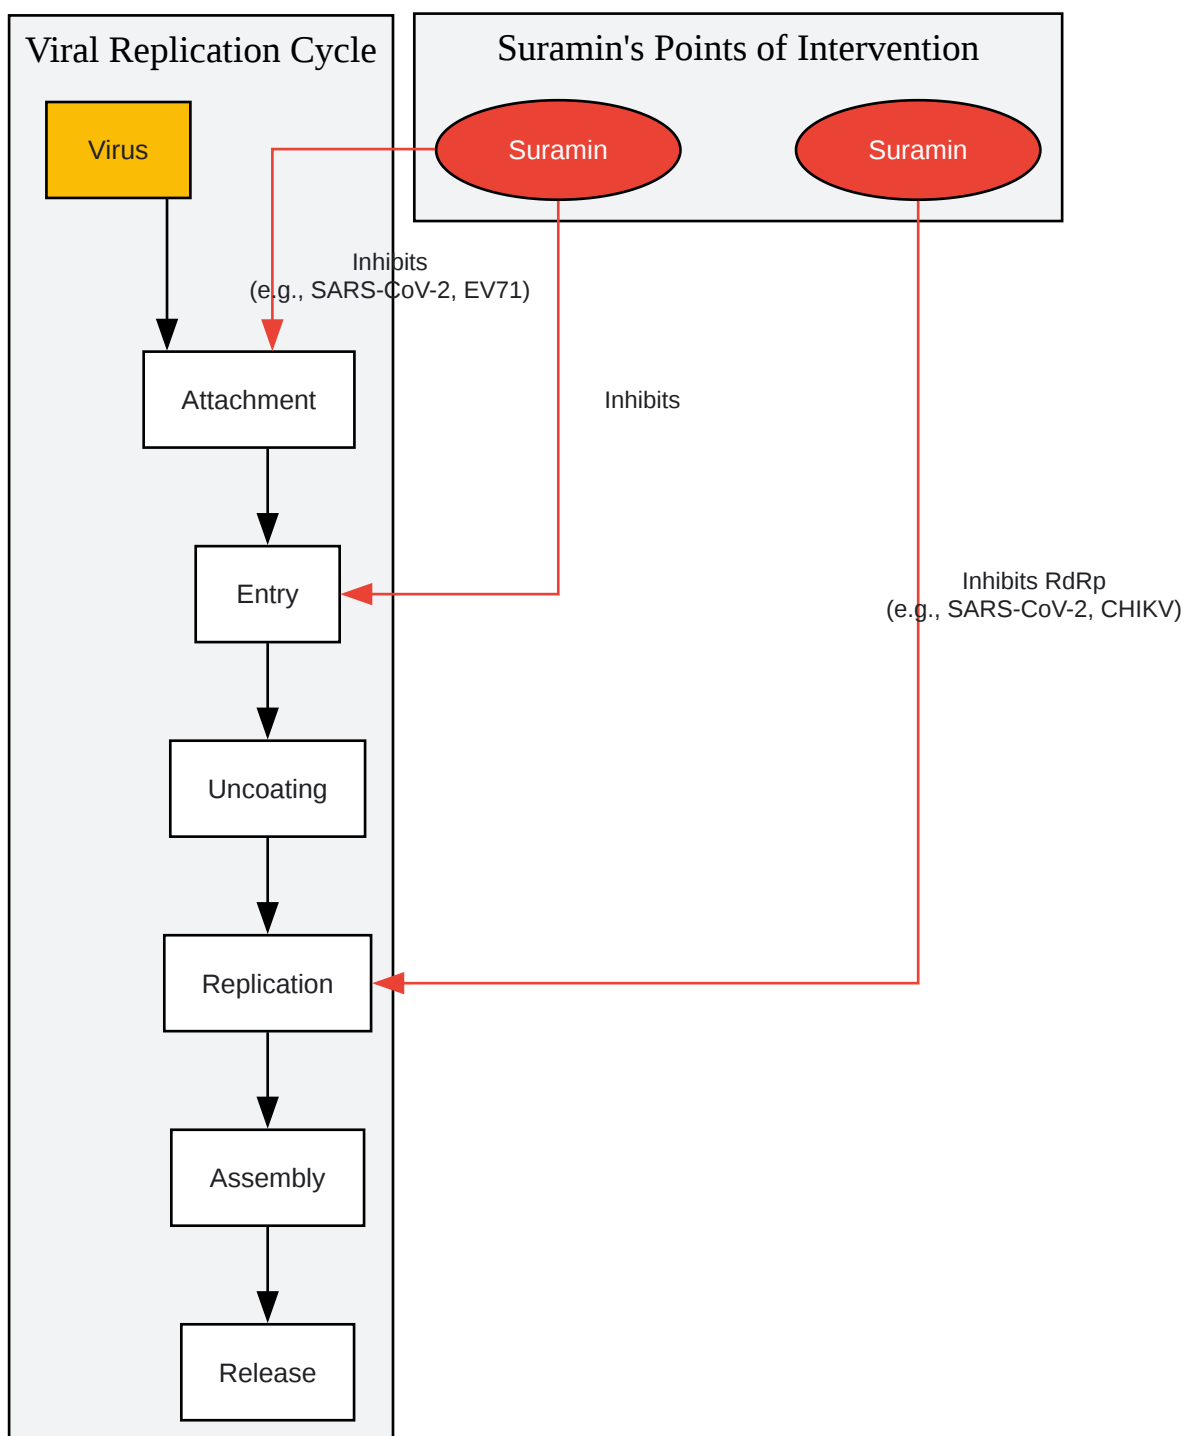 Viral Replication Cycle
Suramin's Points of Intervention
Virus
Suramin
Suramin
Inhibits
(e.g., SARS-CoV-2, EV71)
Attachment
Inhibits
Entry
Inhibits RdRp
(e.g., SARS-CoV-2, CHIKV)
Uncoating
Replication
Assembly
Release